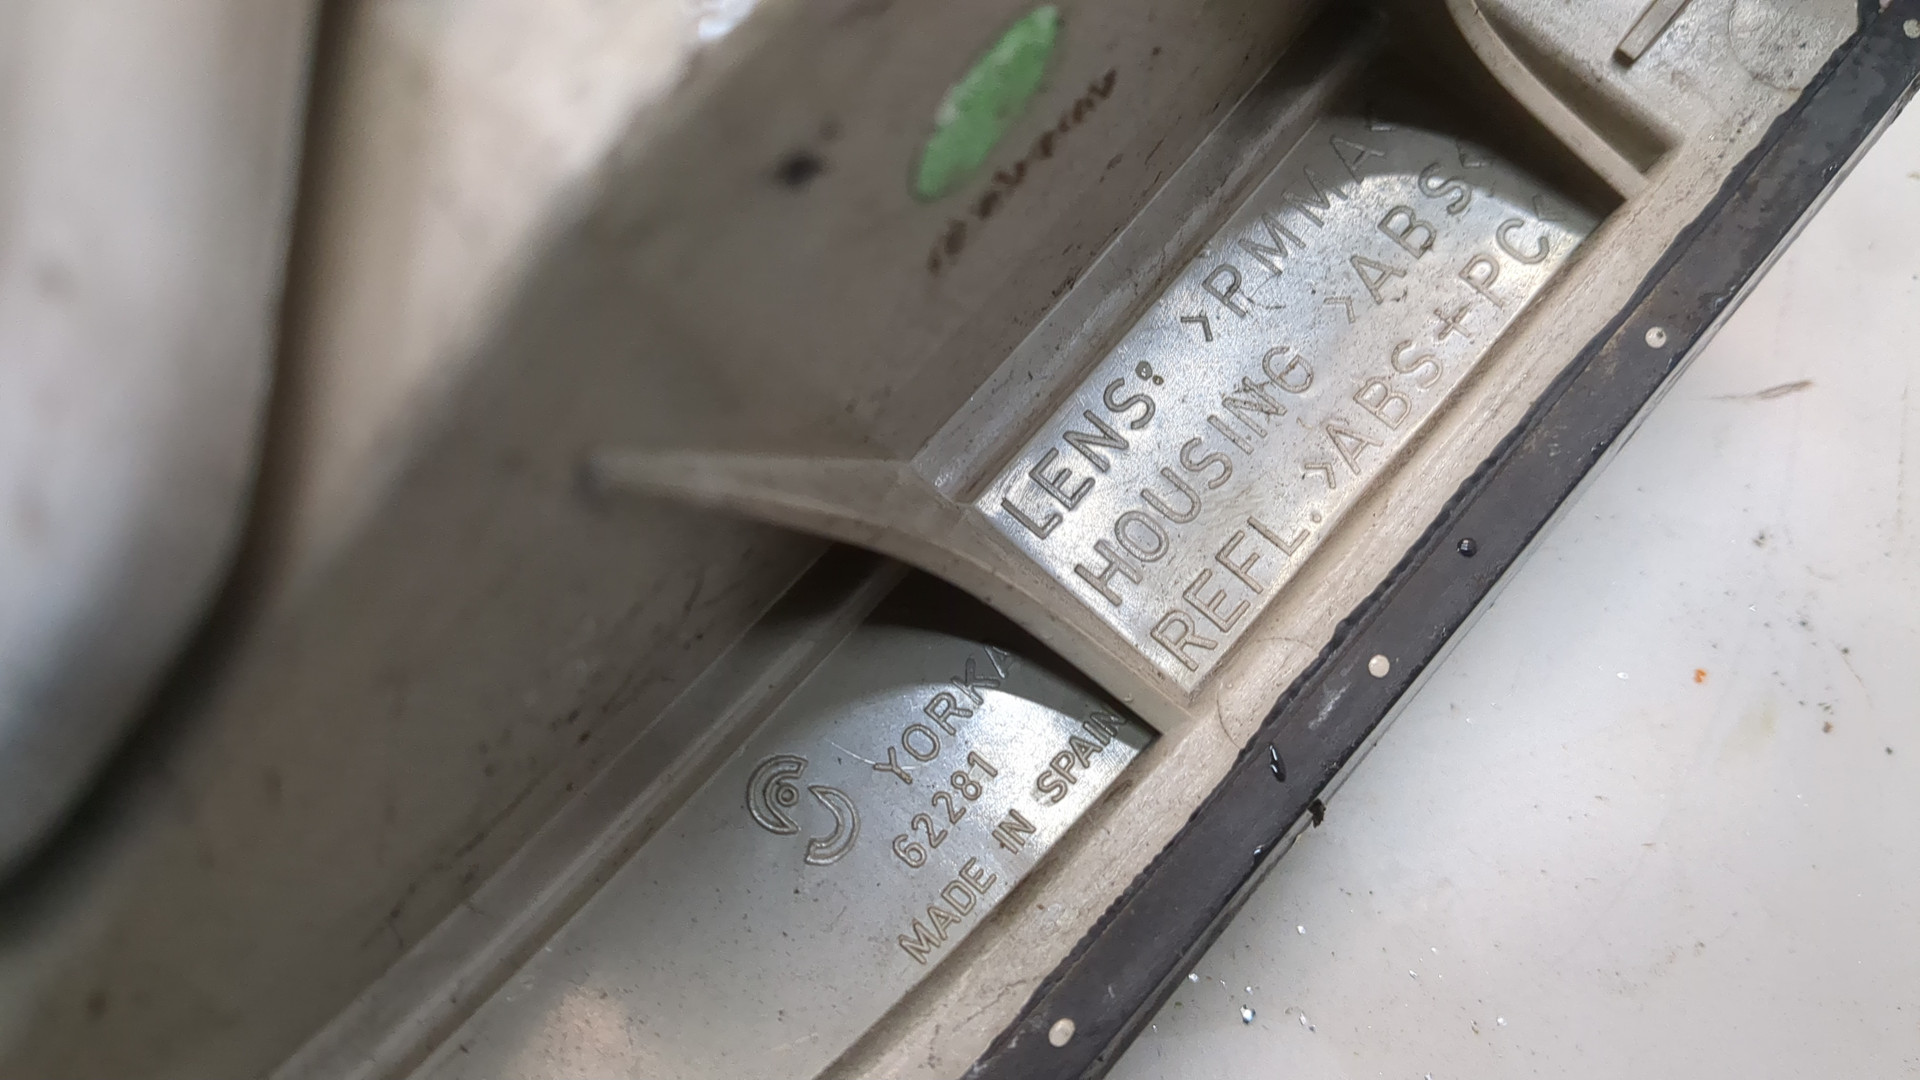 LENS: >PMMA<
HOUSING >ABS<
REFL. >ABS+PC<
YORKA
62281
MADE IN SPAIN